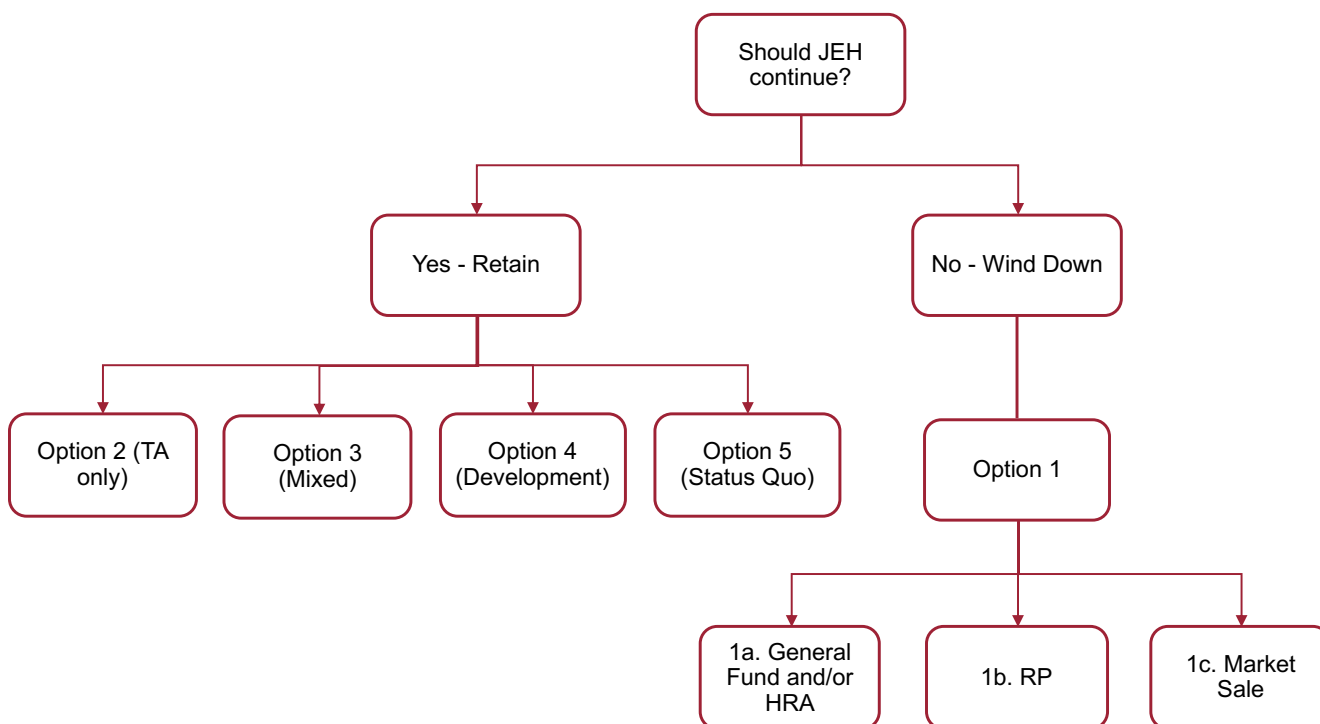 Should JEH
continue?
Yes - Retain
No - Wind Down
Option 2 (TA
only)
Option 3
(Mixed)
Option 4
(Development)
Option 5
(Status Quo)
Option 1
1a. General
Fund and/or
HRA
1b. RP
1c. Market
Sale